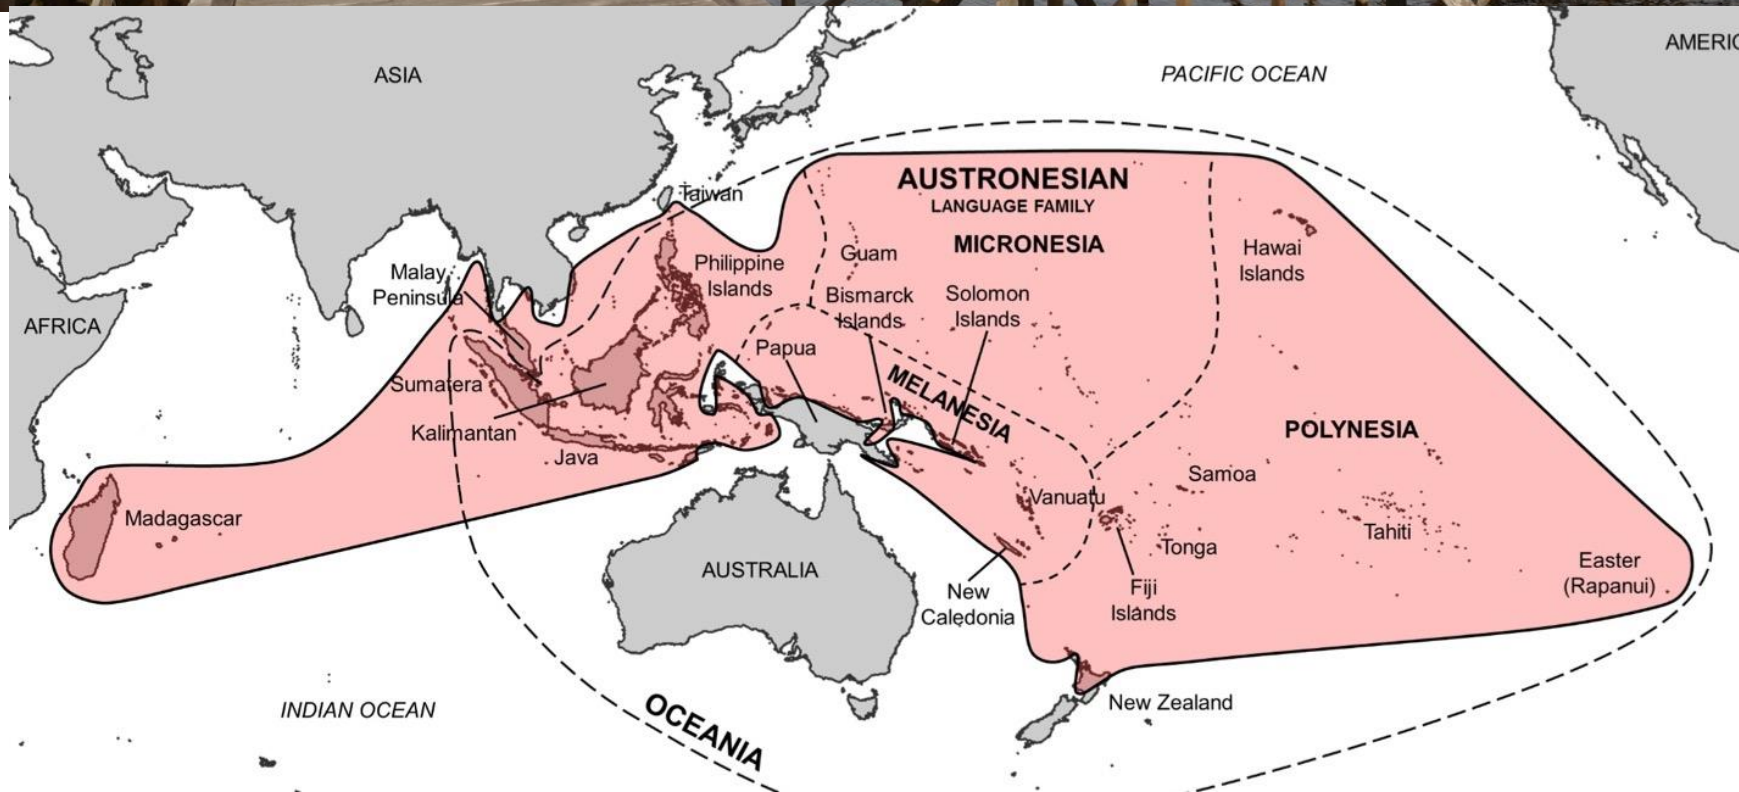 ASIA
PACIFIC OCEAN
AMERIC
AUSTRONESIAN
LANGUAGE FAMILY
Taiwan
MICRONESIA
Guam
Hawai
Islands
Malay
Peninsula
Philippine
Islands
Bismarck
Islands
Solomon
Islands
AFRICA
Papua
Sumatera
MELANESIA
Kalimantan
Java
POLYNESIA
Samoa
Vanuatu
Madagascar
Tahiti
Tonga
AUSTRALIA
Easter
(Rapanui)
New
Caledonia
Fiji
Islands
New Zealand
INDIAN OCEAN
OCEANIA